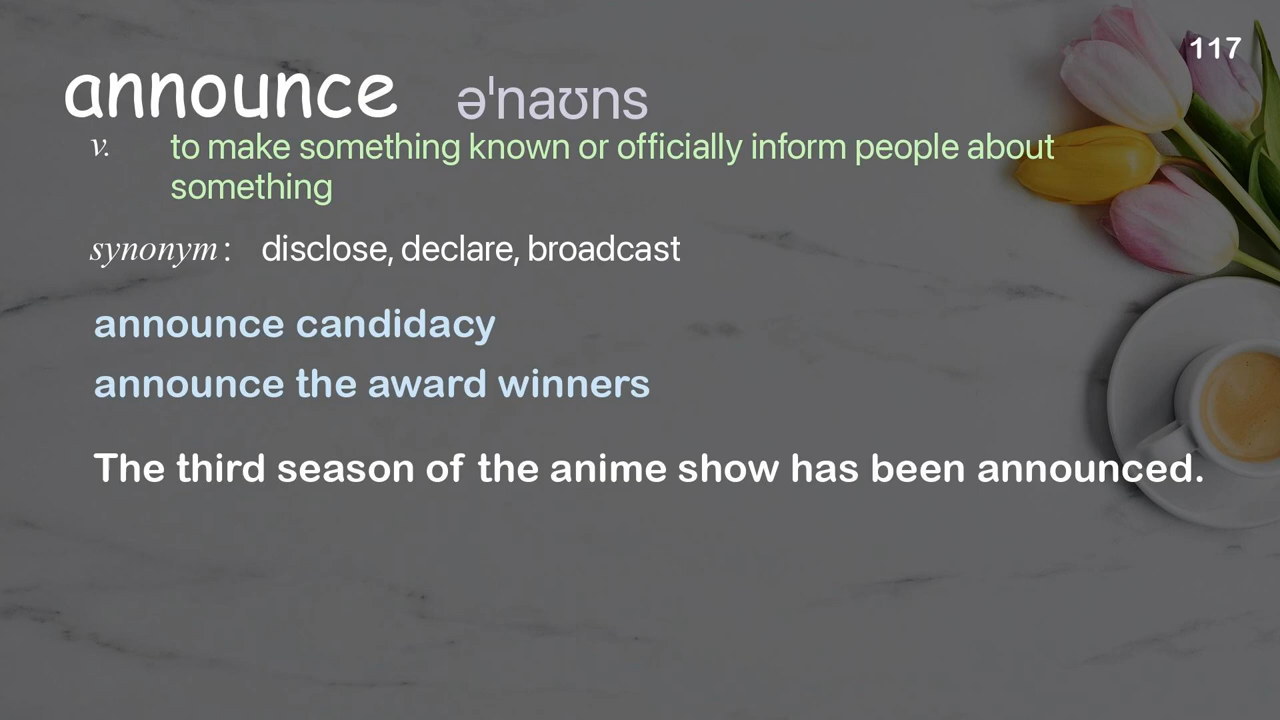 117
announce əˈnaʊns
v. to make something known or officially inform people about
something
synonym : disclose, declare, broadcast
announce candidacy
announce the award winners
The third season of the anime show has been announced.